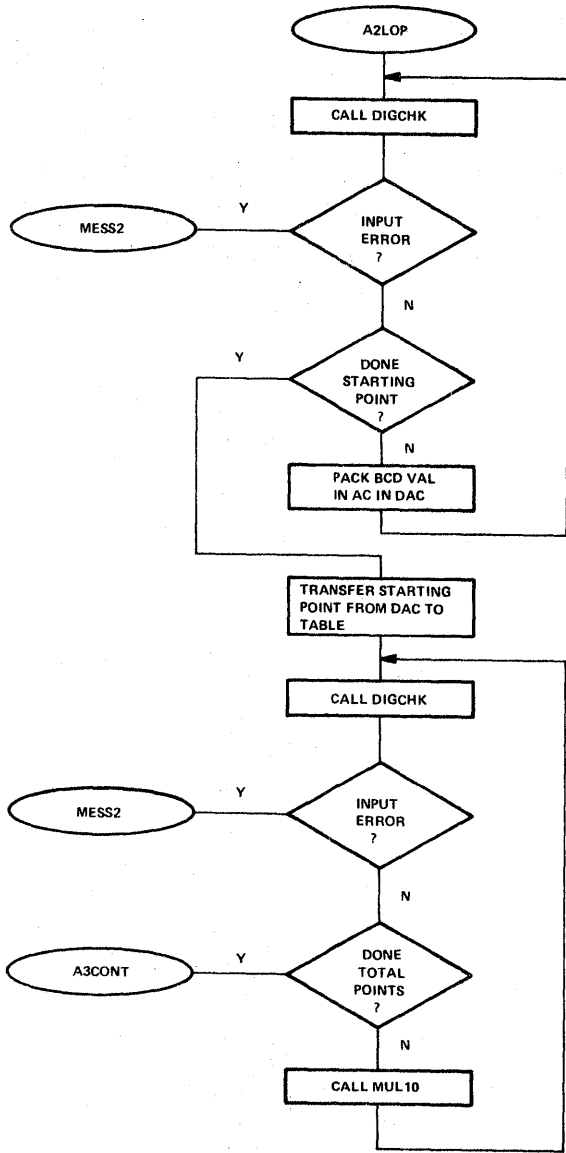 A2LOP
CALL DIGCHK
MESS2
Y
INPUT
ERROR
?
N
Y
DONE
STARTING
POINT
?
N
PACK BCD VAL
IN AC IN DAC
TRANSFER STARTING
POINT FROM DAC TO
TABLE
CALL DIGCHK
MESS2
Y
INPUT
ERROR
?
N
A3CONT
Y
DONE
TOTAL
POINTS
?
N
CALL MUL10